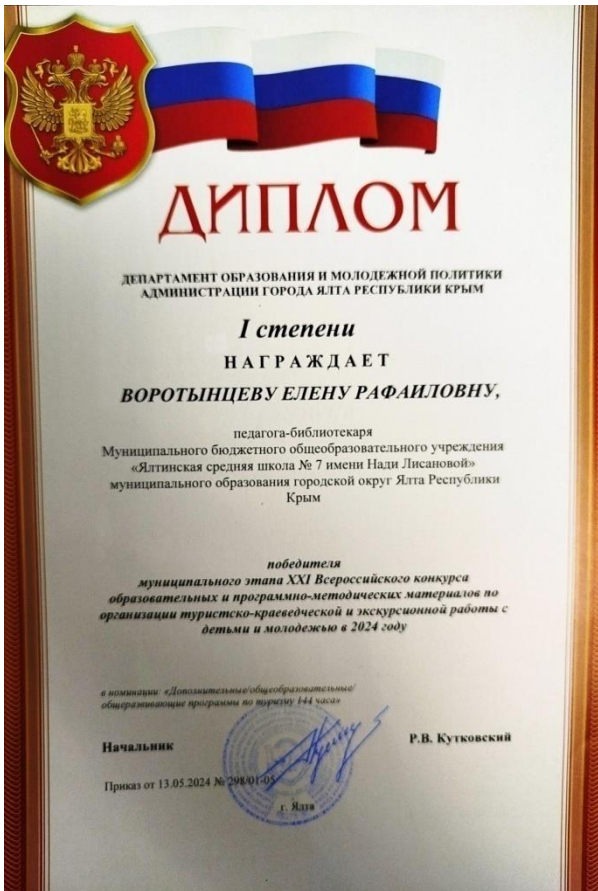 ДИПЛОМ
ДЕПАРТАМЕНТ ОБРАЗОВАНИЯ И МОЛОДЕЖНОЙ ПОЛИТИКИ
АДМИНИСТРАЦИИ ГОРОДА ЯЛТА РЕСПУБЛИКИ КРЫМ
I степени
НАГРАЖДАЕТ
ВОРОТЫНЦЕВУ ЕЛЕНУ РАФАИЛОВНУ,
педагога-библиотекаря
Муниципального бюджетного общеобразовательного учреждения
«Ялтинская средняя школа № 7 имени Нади Лисановой»
муниципального образования городской округ Ялта Республики
Крым
победителя
муниципального этапа XXI Всероссийского конкурса
образовательных и программно-методических материалов по
организации туристско-краеведческой и экскурсионной работы с
детьми и молодежью в 2024 году
в номинации: «Дополнительные/общеобразовательные/
общеразвивающие программы по туризму 144 часа»
Начальник
Р.В. Кутковский
Приказ от 13.05.2024 № 298/01-05
г. Ялта